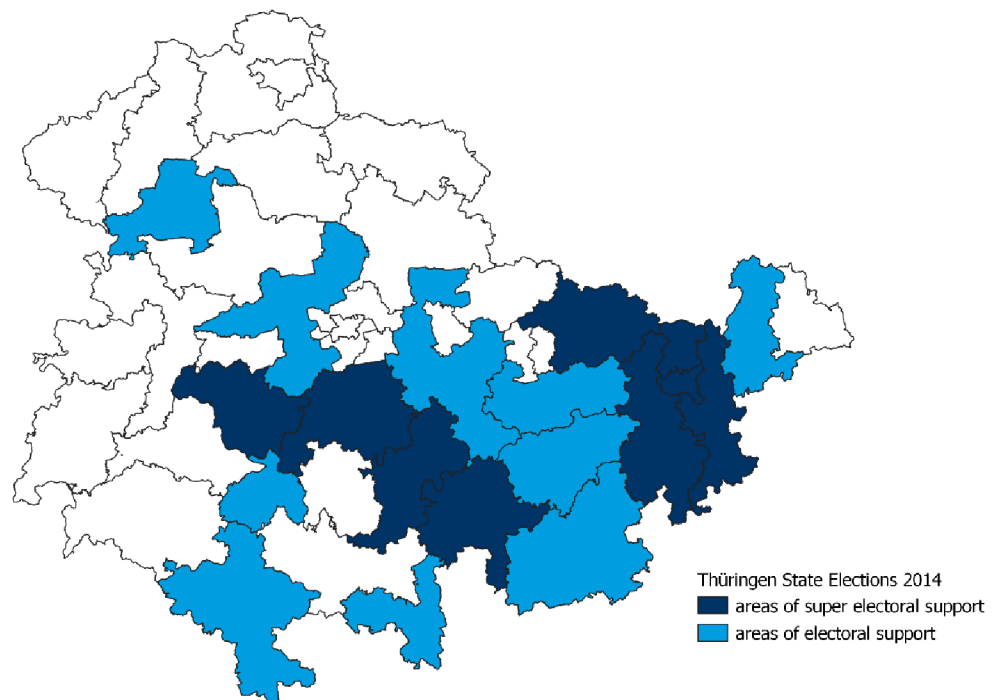 Thüringen State Elections 2014
areas of super electoral support
areas of electoral support